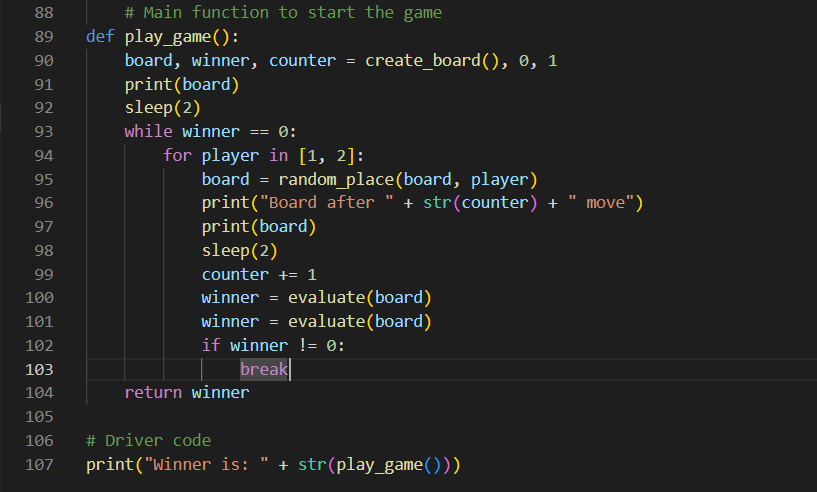 88 # Main function to start the game
89 def play_game():
90 board, winner, counter = create_board(), 0, 1
91 print(board)
92 sleep(2)
93 while winner == 0:
94 for player in [1, 2]:
95 board = random_place(board, player)
96 print("Board after " + str(counter) + " move")
97 print(board)
98 sleep(2)
99 counter += 1
100 winner = evaluate(board)
101 winner = evaluate(board)
102 if winner != 0:
103 break
104 return winner
105
106 # Driver code
107 print("Winner is: " + str(play_game()))